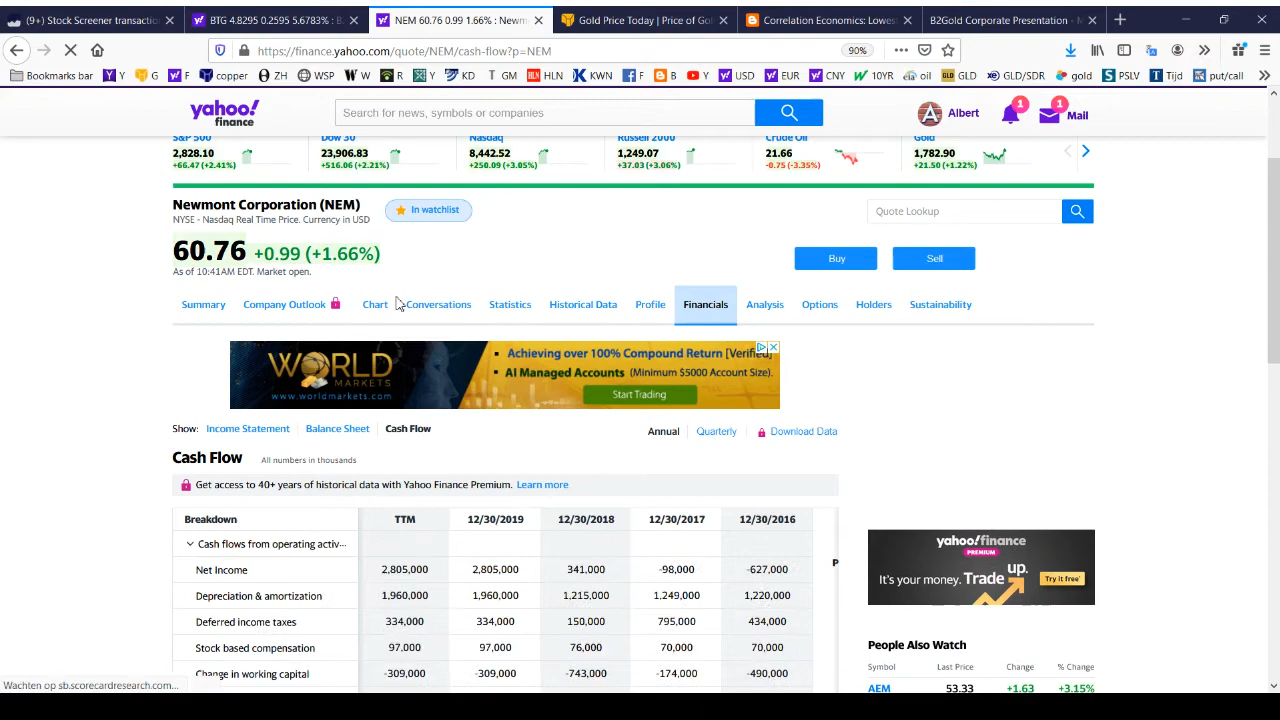 (9+) Stock Screener transaction
BTG 4.8295 0.2595 5.6783% : B2
NEM 60.76 0.99 1.66% : Newm
Gold Price Today | Price of Gol
Correlation Economics: Lowest
B2Gold Corporate Presentation - M
https://finance.yahoo.com/quote/NEM/cash-flow?p=NEM
90%
Bookmarks bar Y G F copper ZH WSP W R Y KD GM HLN KWN F B Y USD EUR CNY 10YR oil GLD GLD/SDR gold PSLV Tijd put/call
yahoo!
finance
Search for news, symbols or companies
Albert
1
1
Mail
S&P 500 Dow 30 Nasdaq Russell 2000 Crude Oil Gold
2,828.10 23,906.83 8,442.52 1,249.07 21.66 1,782.90
+66.47 (+2.41%) +516.06 (+2.21%) +250.09 (+3.05%) +37.03 (+3.06%) -0.75 (-3.35%) +21.50 (+1.22%)
Newmont Corporation (NEM)
In watchlist
NYSE - Nasdaq Real Time Price. Currency in USD
Quote Lookup
60.76 +0.99 (+1.66%)
As of 10:41AM EDT. Market open.
Buy
Sell
Summary Company Outlook Chart Conversations Statistics Historical Data Profile Financials Analysis Options Holders Sustainability
WORLD
MARKETS
www.worldmarkets.com
Achieving over 100% Compound Return [Verified]
AI Managed Accounts (Minimum $5000 Account Size).
Start Trading
Show: Income Statement Balance Sheet Cash Flow
Annual Quarterly Download Data
Cash Flow All numbers in thousands
Get access to 40+ years of historical data with Yahoo Finance Premium. Learn more
Breakdown TTM 12/30/2019 12/30/2018 12/30/2017 12/30/2016
Cash flows from operating activ...
Net Income 2,805,000 2,805,000 341,000 -98,000 -627,000
Depreciation & amortization 1,960,000 1,960,000 1,215,000 1,249,000 1,220,000
Deferred income taxes 334,000 334,000 150,000 795,000 434,000
Stock based compensation 97,000 97,000 76,000 70,000 70,000
Change in working capital -309,000 -309,000 -743,000 -174,000 -490,000
P
yahoo!finance
PREMIUM
It's your money. Trade up.
Try it free*
People Also Watch
Symbol Last Price Change % Change
AEM 53.33 +1.63 +3.15%
Wachten op sb.scorecardresearch.com...